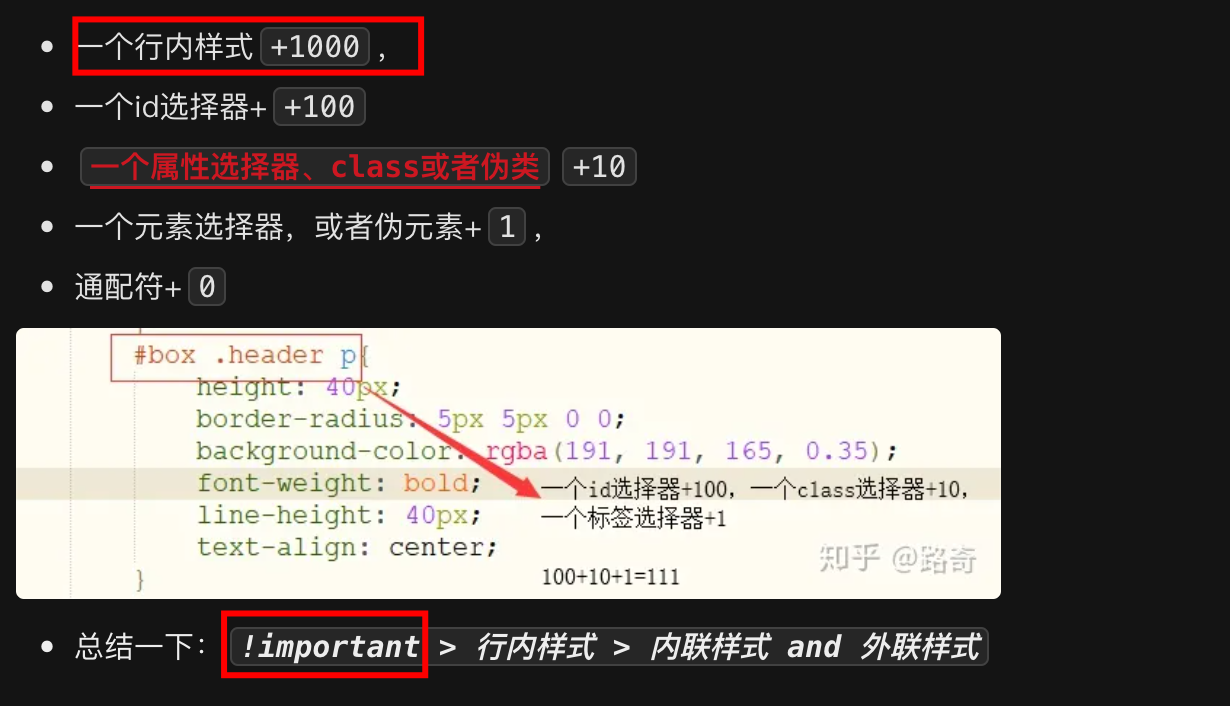 一个行内样式 +1000 ，
一个id选择器+ +100
一个属性选择器、class或者伪类 +10
一个元素选择器，或者伪元素+ 1 ，
通配符+ 0
#box .header p{
height: 40px;
border-radius: 5px 5px 0 0;
background-color: rgba(191, 191, 165, 0.35);
font-weight: bold;
一个id选择器+100，一个class选择器+10，
line-height: 40px;
一个标签选择器+1
text-align: center;
知乎 @路奇
}
100+10+1=111
总结一下： !important > 行内样式 > 内联样式 and 外联样式